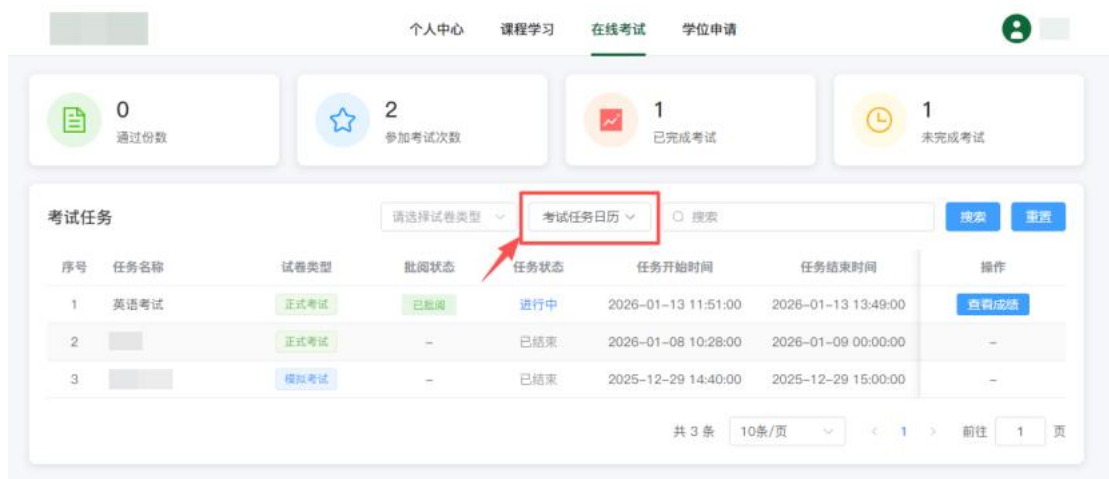 个人中心 课程学习 在线考试 学位申请
0 2 1 1
通过份数 参加考试次数 已完成考试 未完成考试
考试任务 请选择试卷类型 考试任务日历 搜索 搜索 重置
序号 任务名称 试卷类型 批阅状态 任务状态 任务开始时间 任务结束时间 操作
1 英语考试 正式考试 已批阅 进行中 2026-01-13 11:51:00 2026-01-13 13:49:00 查看成绩
2 正式考试 - 已结束 2026-01-08 10:28:00 2026-01-09 00:00:00 -
3 模拟考试 - 已结束 2025-12-29 14:40:00 2025-12-29 15:00:00 -
共 3 条 10条/页 1 前往 1 页